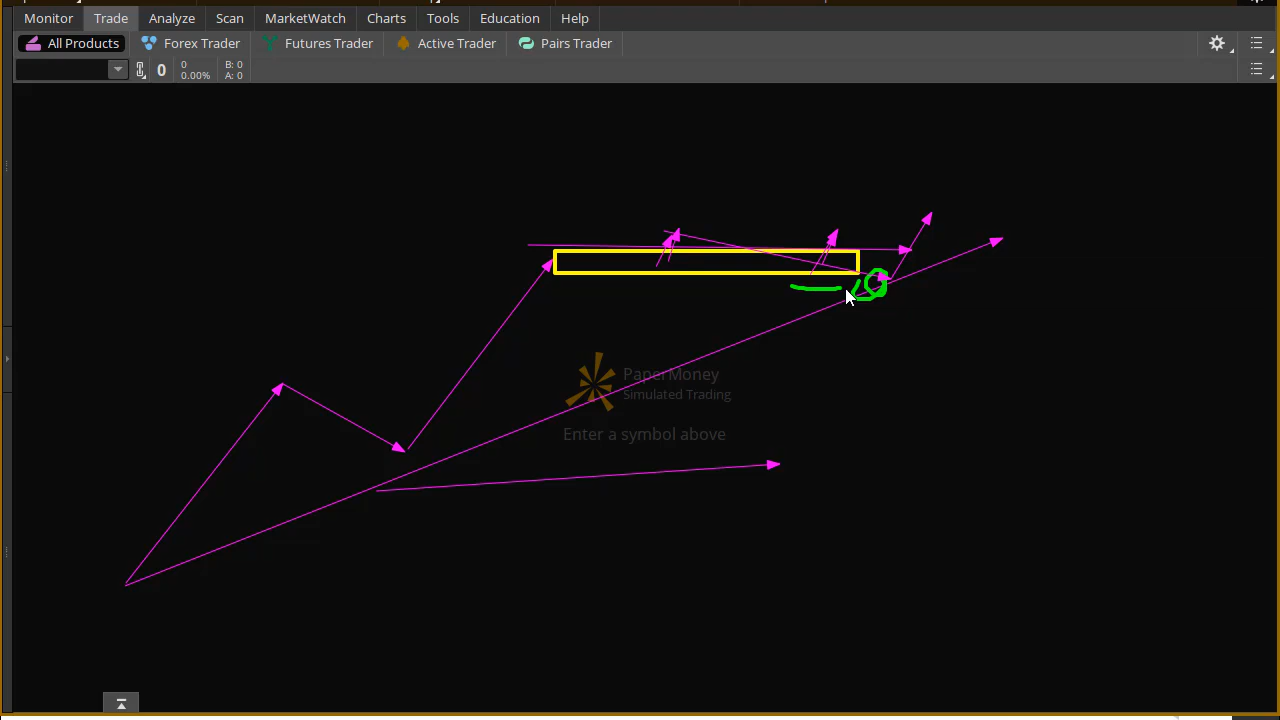 Monitor Trade Analyze Scan MarketWatch Charts Tools Education Help
All Products Forex Trader Futures Trader Active Trader Pairs Trader
0 0 B: 0
0.00% A: 0
PaperMoney
Simulated Trading
Enter a symbol above